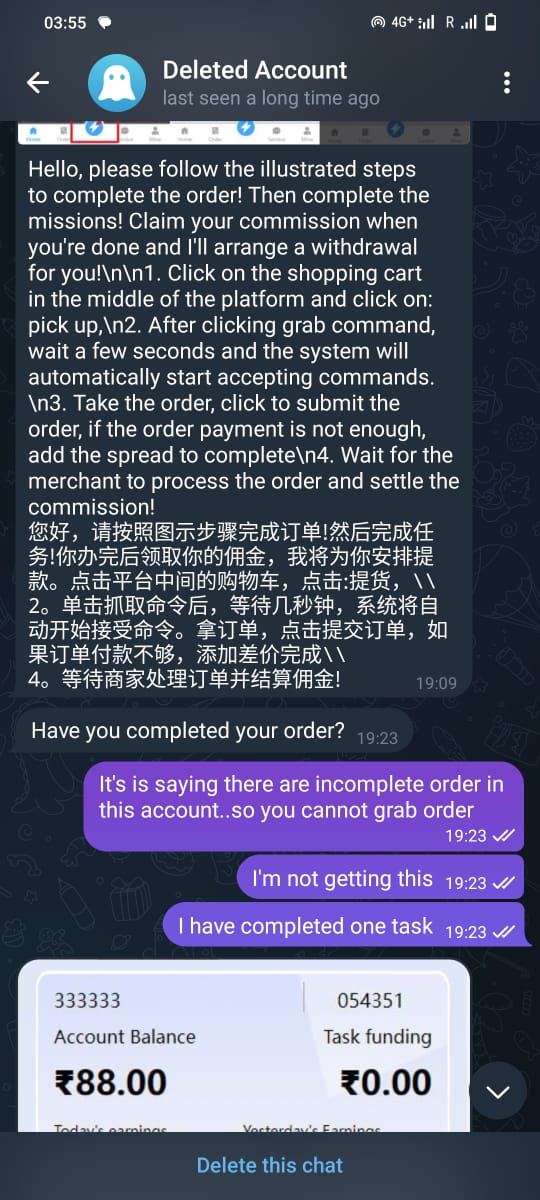 03:55
4G+ R
Deleted Account
last seen a long time ago
Home Service Mine Home Order Service Mine
Hello, please follow the illustrated steps
to complete the order! Then complete the
missions! Claim your commission when
you're done and I'll arrange a withdrawal
for you!\n\n1. Click on the shopping cart
in the middle of the platform and click on:
pick up,\n2. After clicking grab command,
wait a few seconds and the system will
automatically start accepting commands.
\n3. Take the order, click to submit the
order, if the order payment is not enough,
add the spread to complete\n4. Wait for the
merchant to process the order and settle the
commission!
您好，请按照图示步骤完成订单!然后完成任
务!你办完后领取你的佣金，我将为你安排提
款。点击平台中间的购物车，点击:提货，\\
2。单击抓取命令后，等待几秒钟，系统将自
动开始接受命令。拿订单，点击提交订单，如
果订单付款不够，添加差价完成\\
4。等待商家处理订单并结算佣金!
19:09
Have you completed your order? 19:23
It's is saying there are incomplete order in
this account..so you cannot grab order
19:23
I'm not getting this 19:23
I have completed one task 19:23
333333 054351
Account Balance Task funding
₹88.00 ₹0.00
Today's earnings Yesterday's Earnings
Delete this chat